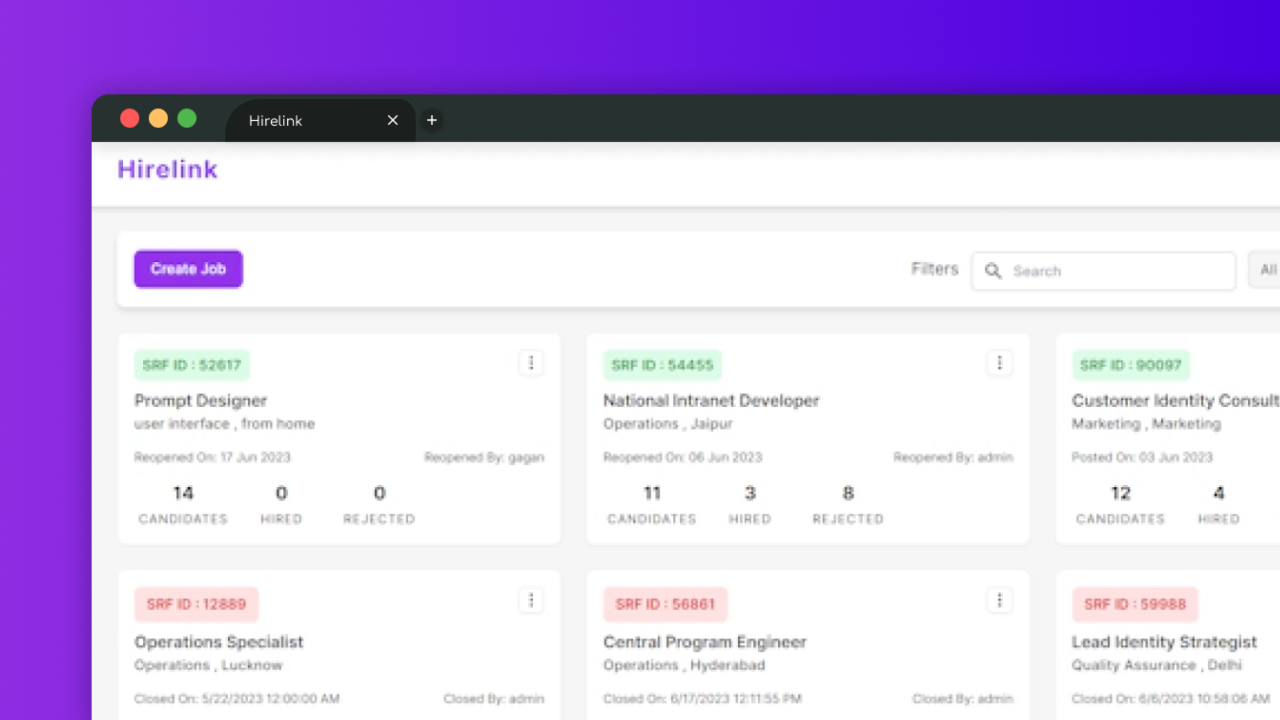 Hirelink
Hirelink
Create Job
Filters
Search
All
SRF ID : 52617
Prompt Designer
user interface , from home
Reopened On: 17 Jun 2023 Reopened By: gagan
14 0 0
CANDIDATES HIRED REJECTED
SRF ID : 54455
National Intranet Developer
Operations , Jaipur
Reopened On: 06 Jun 2023 Reopened By: admin
11 3 8
CANDIDATES HIRED REJECTED
SRF ID : 90097
Customer Identity Consult
Marketing , Marketing
Posted On: 03 Jun 2023
12 4
CANDIDATES HIRED
SRF ID : 12889
Operations Specialist
Operations , Lucknow
Closed On: 5/22/2023 12:00:00 AM Closed By: admin
SRF ID : 56861
Central Program Engineer
Operations , Hyderabad
Closed On: 6/17/2023 12:11:55 PM Closed By: admin
SRF ID : 59988
Lead Identity Strategist
Quality Assurance , Delhi
Closed On: 6/6/2023 10:58:06 AM